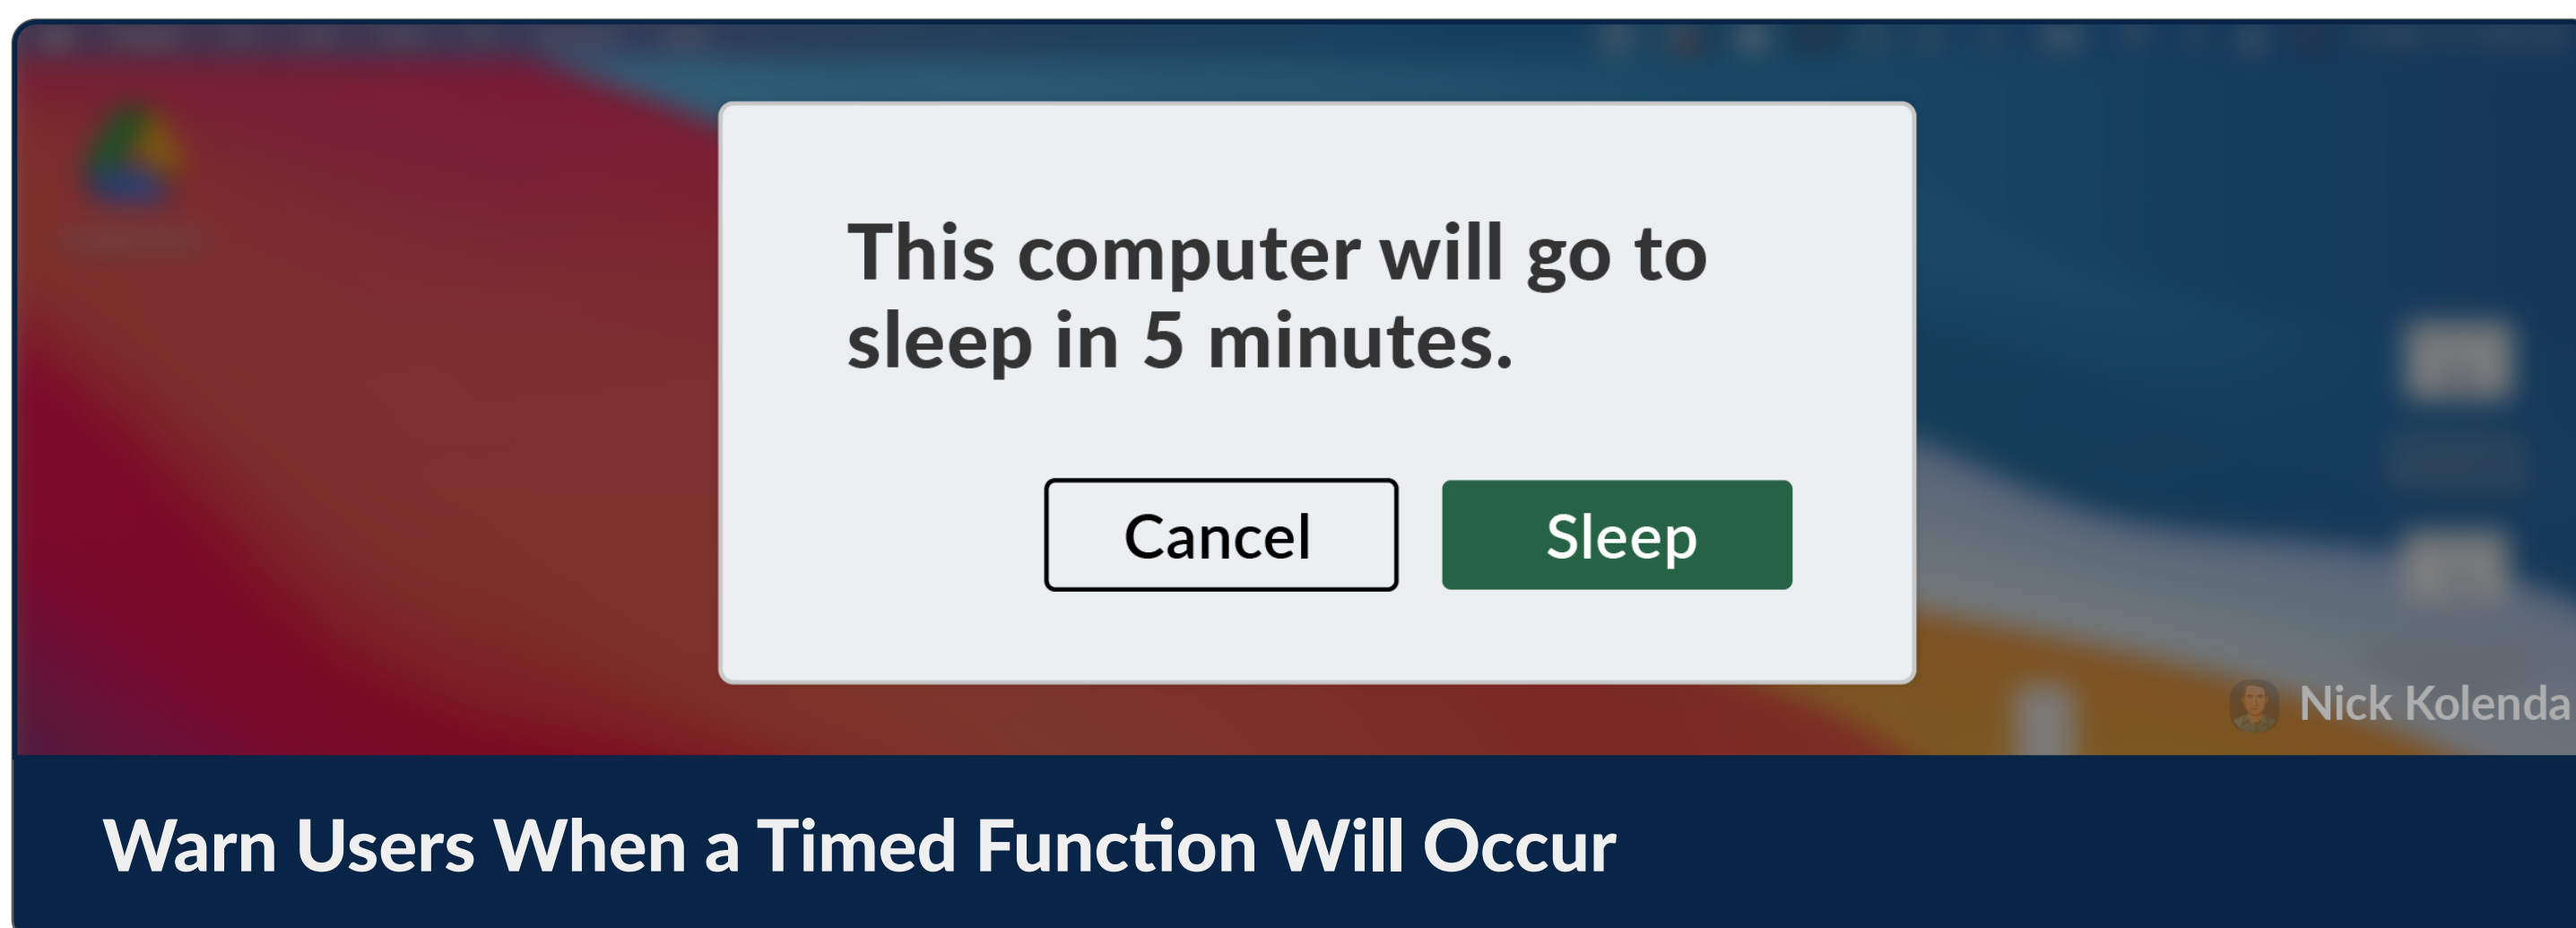 This computer will go to
sleep in 5 minutes.
Cancel
Sleep
Nick Kolenda
Warn Users When a Timed Function Will Occur